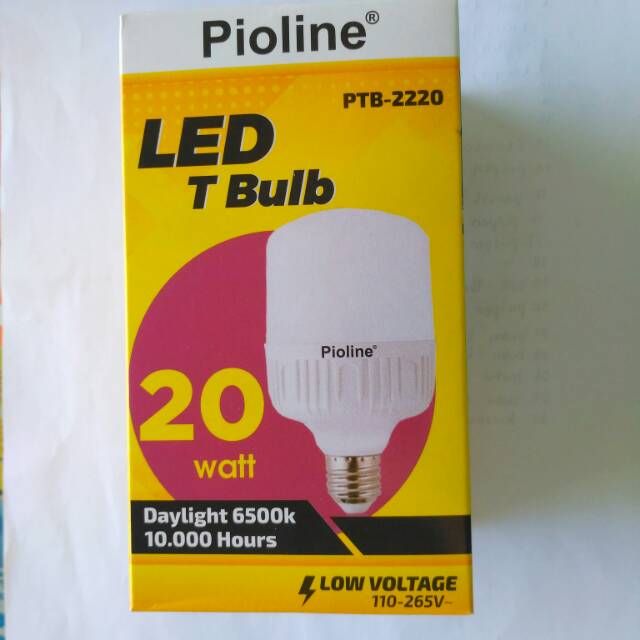 Pioline®
PTB-2220
LED
T Bulb
Pioline®
20
watt
Daylight 6500k
10.000 Hours
LOW VOLTAGE
110-265V~